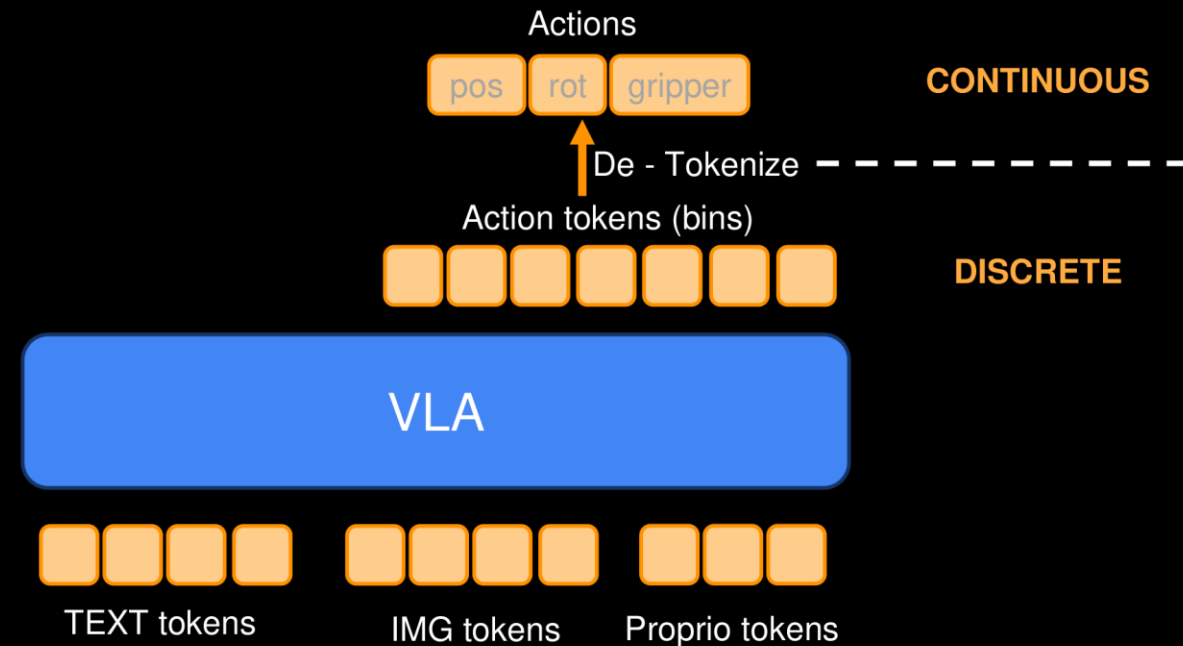 Actions
pos rot gripper
CONTINUOUS
De - Tokenize
Action tokens (bins)
DISCRETE
VLA
TEXT tokens
IMG tokens
Proprio tokens